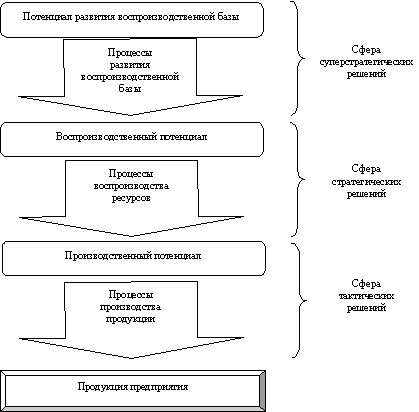 Потенциал развития воспроизводственной базы
Процессы
развития
воспроизводственной
базы
Сфера
суперстратегических
решений
Воспроизводственный потенциал
Процессы
воспроизводства
ресурсов
Сфера
стратегических
решений
Производственный потенциал
Процессы
производства
продукции
Сфера
тактических
решений
Продукция предприятия